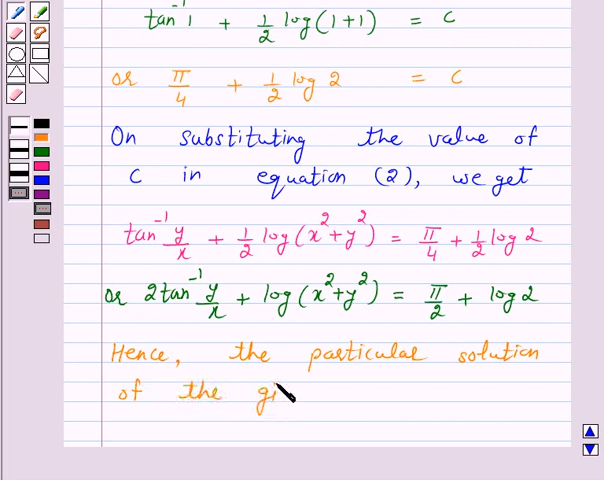 tan⁻¹1 + 1/2 log(1+1) = c
or π/4 + 1/2 log 2 = c
On substituting the value of
c in equation (2), we get
tan⁻¹ y/x + 1/2 log(x²+y²) = π/4 + 1/2 log 2
or 2tan⁻¹ y/x + log(x²+y²) = π/2 + log 2
Hence, the particular solution
of the gi